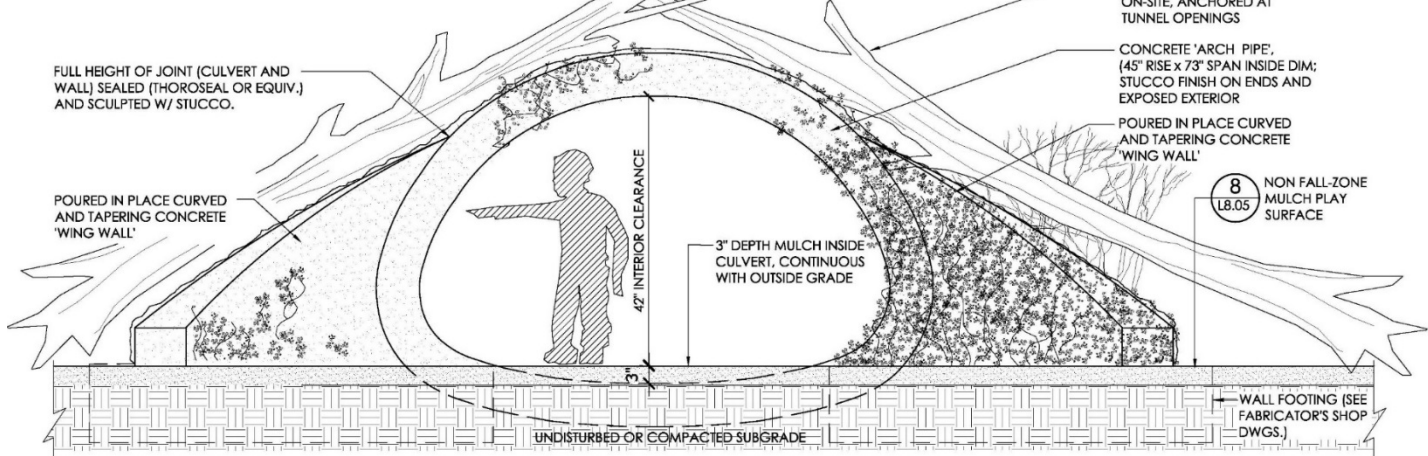 ON-SITE, ANCHORED AT
TUNNEL OPENINGS
FULL HEIGHT OF JOINT (CULVERT AND
WALL) SEALED (THOROSEAL OR EQUIV.)
AND SCULPTED W/ STUCCO.
CONCRETE 'ARCH PIPE',
(45" RISE x 73" SPAN INSIDE DIM;
STUCCO FINISH ON ENDS AND
EXPOSED EXTERIOR
POURED IN PLACE CURVED
AND TAPERING CONCRETE
'WING WALL'
8
L8.05
NON FALL-ZONE
MULCH PLAY
SURFACE
POURED IN PLACE CURVED
AND TAPERING CONCRETE
'WING WALL'
42" INTERIOR CLEARANCE
3" DEPTH MULCH INSIDE
CULVERT, CONTINUOUS
WITH OUTSIDE GRADE
3"
WALL FOOTING (SEE
FABRICATOR'S SHOP
DWGS.)
UNDISTURBED OR COMPACTED SUBGRADE